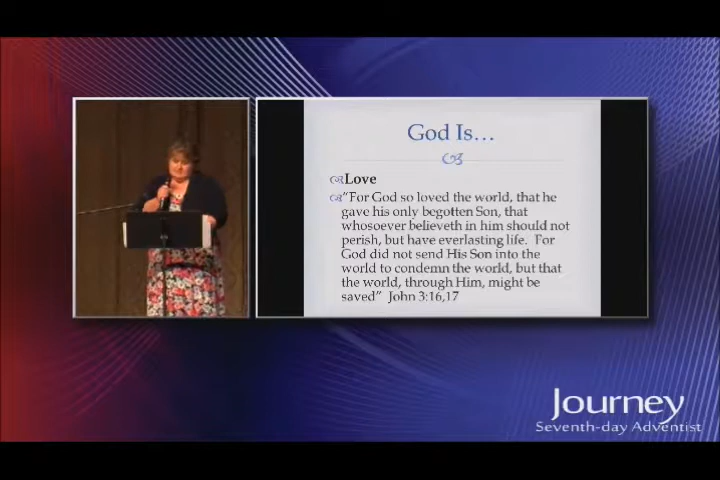 God Is…
Love
“For God so loved the world, that he
gave his only begotten Son, that
whosoever believeth in him should not
perish, but have everlasting life.  For
God did not send His Son into the
world to condemn the world, but that
the world, through Him, might be
saved”  John 3:16,17
Journey
Seventh-day Adventist